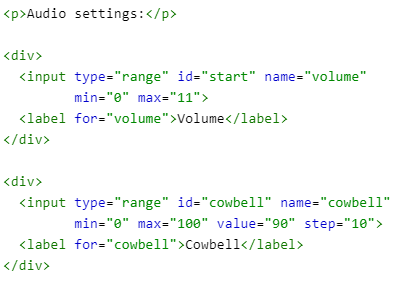 <p>Audio settings:</p>
<div>
<input type="range" id="start" name="volume"
min="0" max="11">
<label for="volume">Volume</label>
</div>
<div>
<input type="range" id="cowbell" name="cowbell"
min="0" max="100" value="90" step="10">
<label for="cowbell">Cowbell</label>
</div>